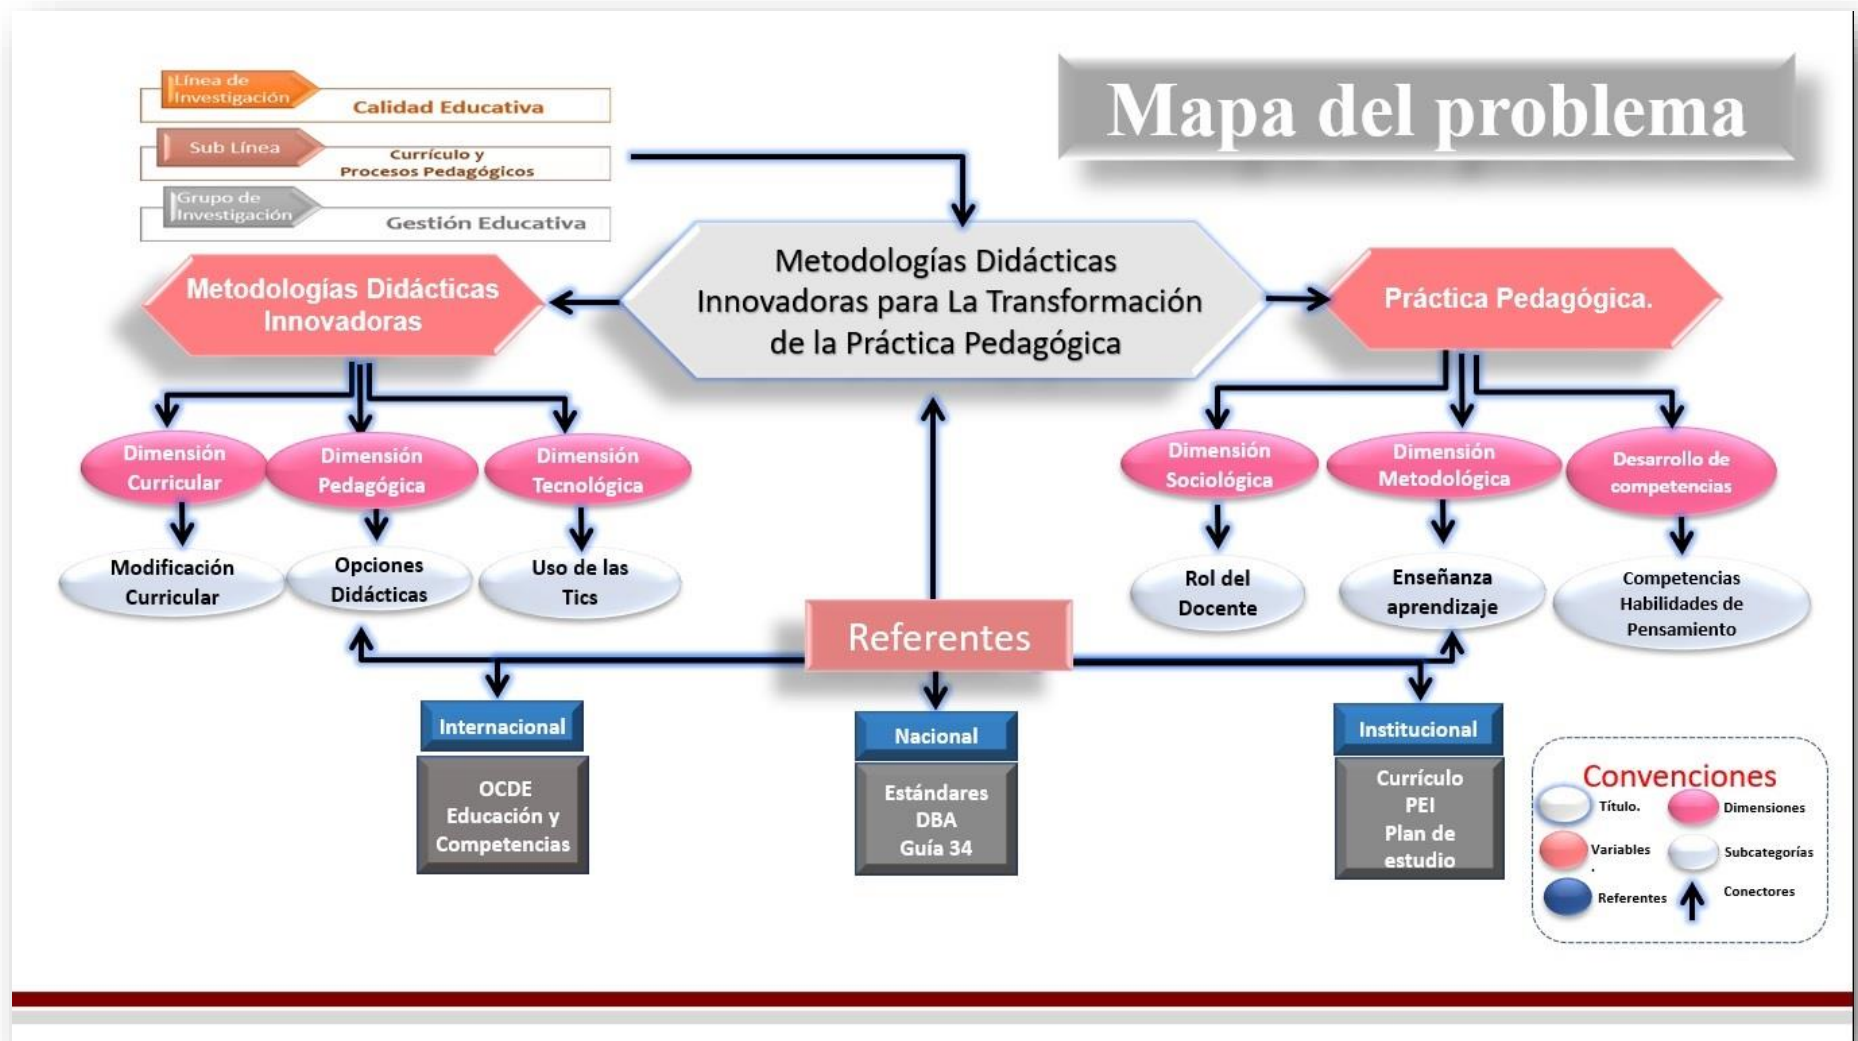 Mapa del problema
Línea de
Investigación
Calidad Educativa
Sub Línea
Currículo y
Procesos Pedagógicos
Grupo de
Investigación
Gestión Educativa
Metodologías Didácticas
Innovadoras para La Transformación
de la Práctica Pedagógica
Metodologías Didácticas
Innovadoras
Práctica Pedagógica.
Dimensión
Curricular
Dimensión
Pedagógica
Dimensión
Tecnológica
Dimensión
Sociológica
Dimensión
Metodológica
Desarrollo de
competencias
Modificación
Curricular
Opciones
Didácticas
Uso de las
Tics
Rol del
Docente
Enseñanza
aprendizaje
Competencias
Habilidades de
Pensamiento
Referentes
Internacional
OCDE
Educación y
Competencias
Nacional
Estándares
DBA
Guía 34
Institucional
Currículo
PEI
Plan de
estudio
Convenciones
Título.
Dimensiones
Variables
.
Subcategorías
Referentes
Conectores